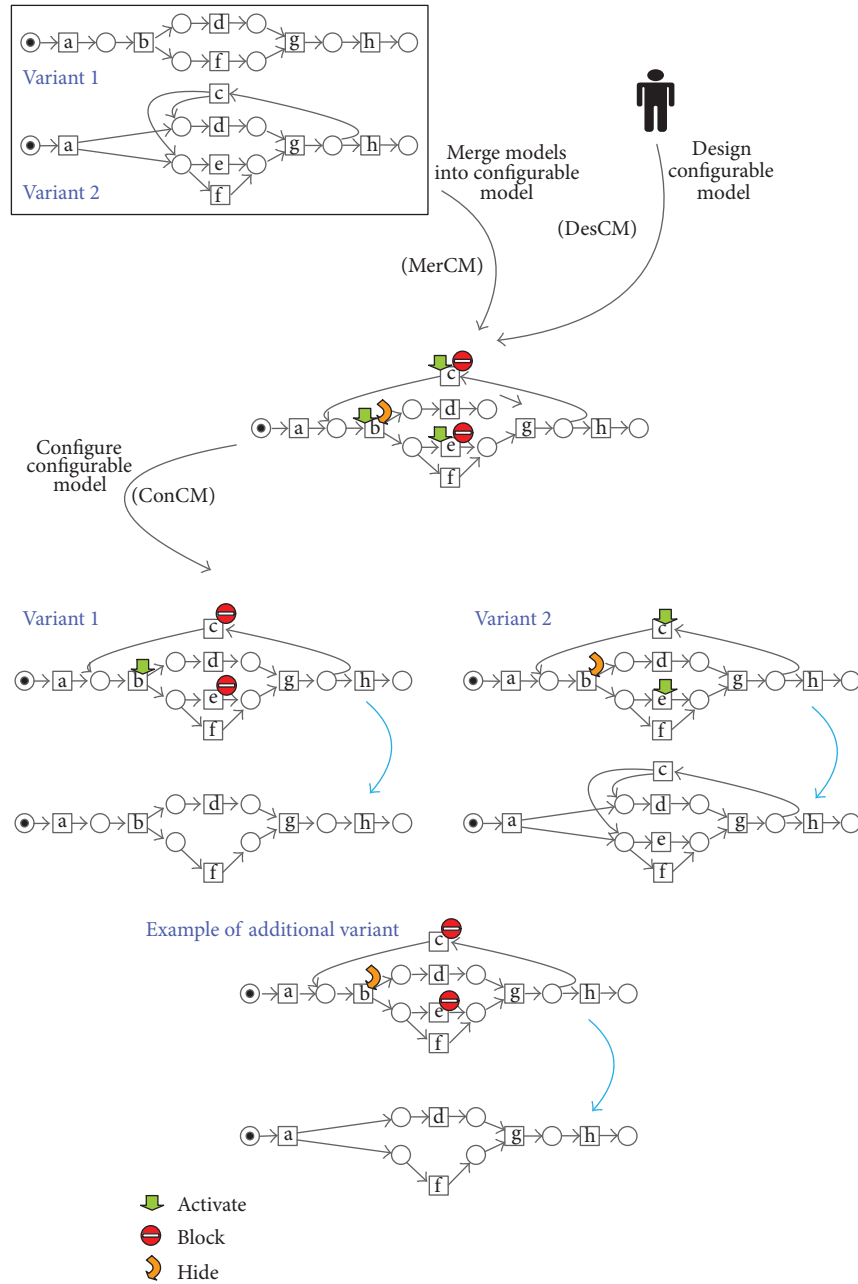 a b d f g h
Variant 1
c
a d e f g h
Variant 2
Merge models
into configurable
model
(MerCM)
Design
configurable
model
(DesCM)
c
a b d e f g h
Configure
configurable
model
(ConCM)
Variant 1
c
a b d e f g h
a b d f g h
Variant 2
c
a b d e f g h
c
a d e f g h
Example of additional variant
c
a b d e f g h
a d f g h
Activate
Block
Hide